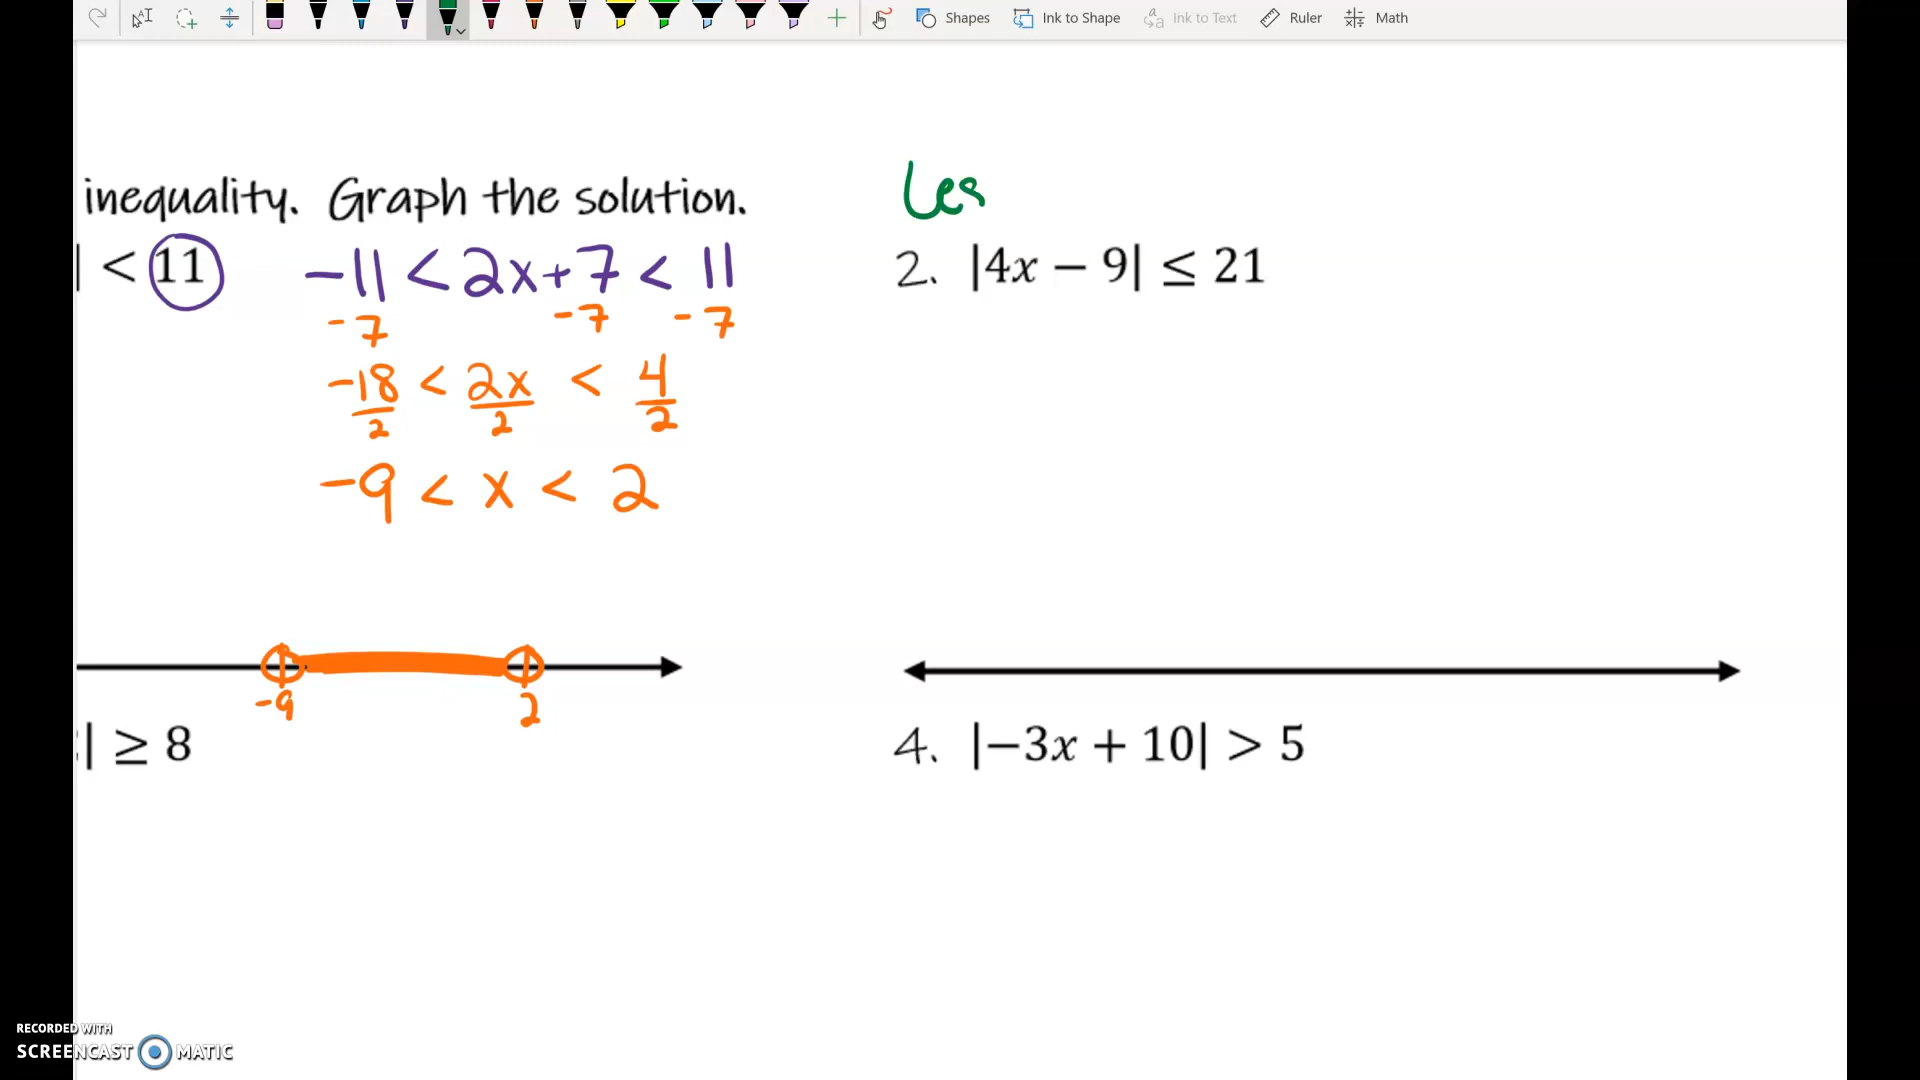 Shapes Ink to Shape Ink to Text Ruler Math
inequality. Graph the solution.
| < 11
-11 < 2x+7 < 11
-7 -7 -7
-18 < 2x < 4
2 2 2
-9 < x < 2
-9 2
| ≥ 8
Les
2. |4x − 9| ≤ 21
4. |−3x + 10| > 5
RECORDED WITH
SCREENCAST MATIC